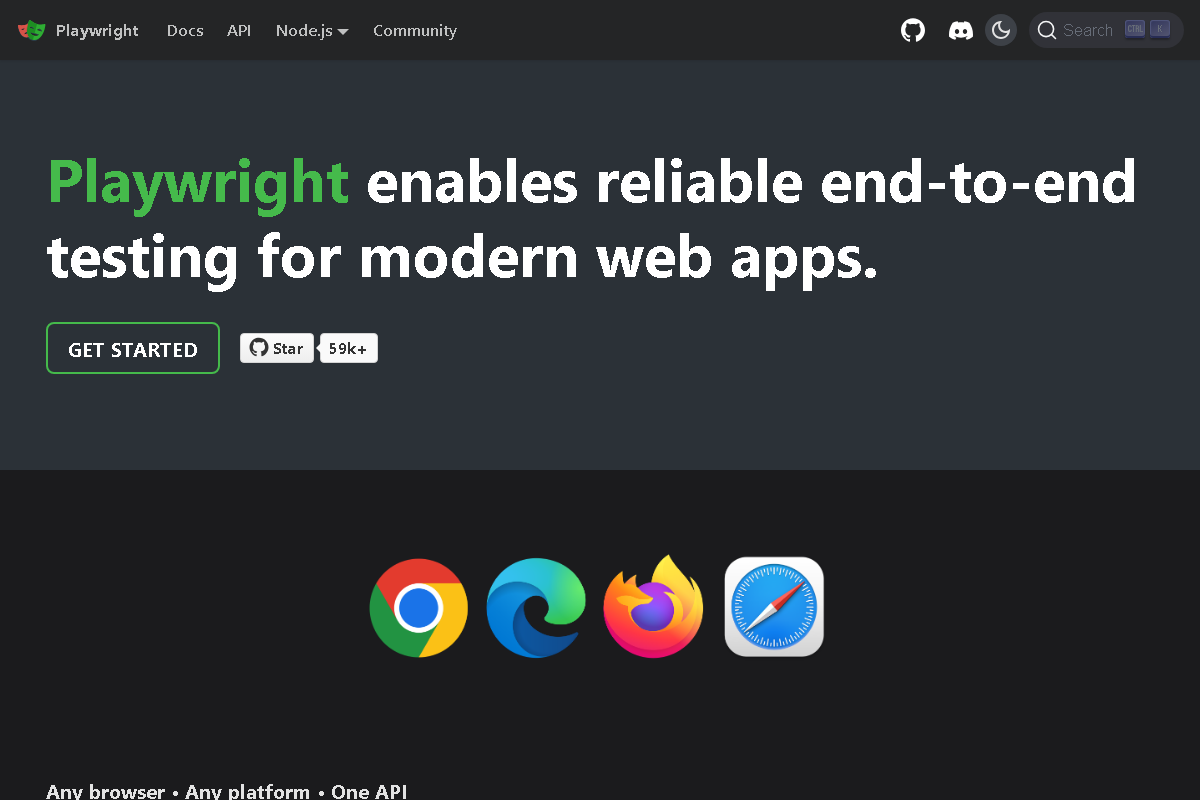 Playwright Docs API Node.js Community Search CTRL K
Playwright enables reliable end-to-end
testing for modern web apps.
GET STARTED Star 59k+
Any browser • Any platform • One API